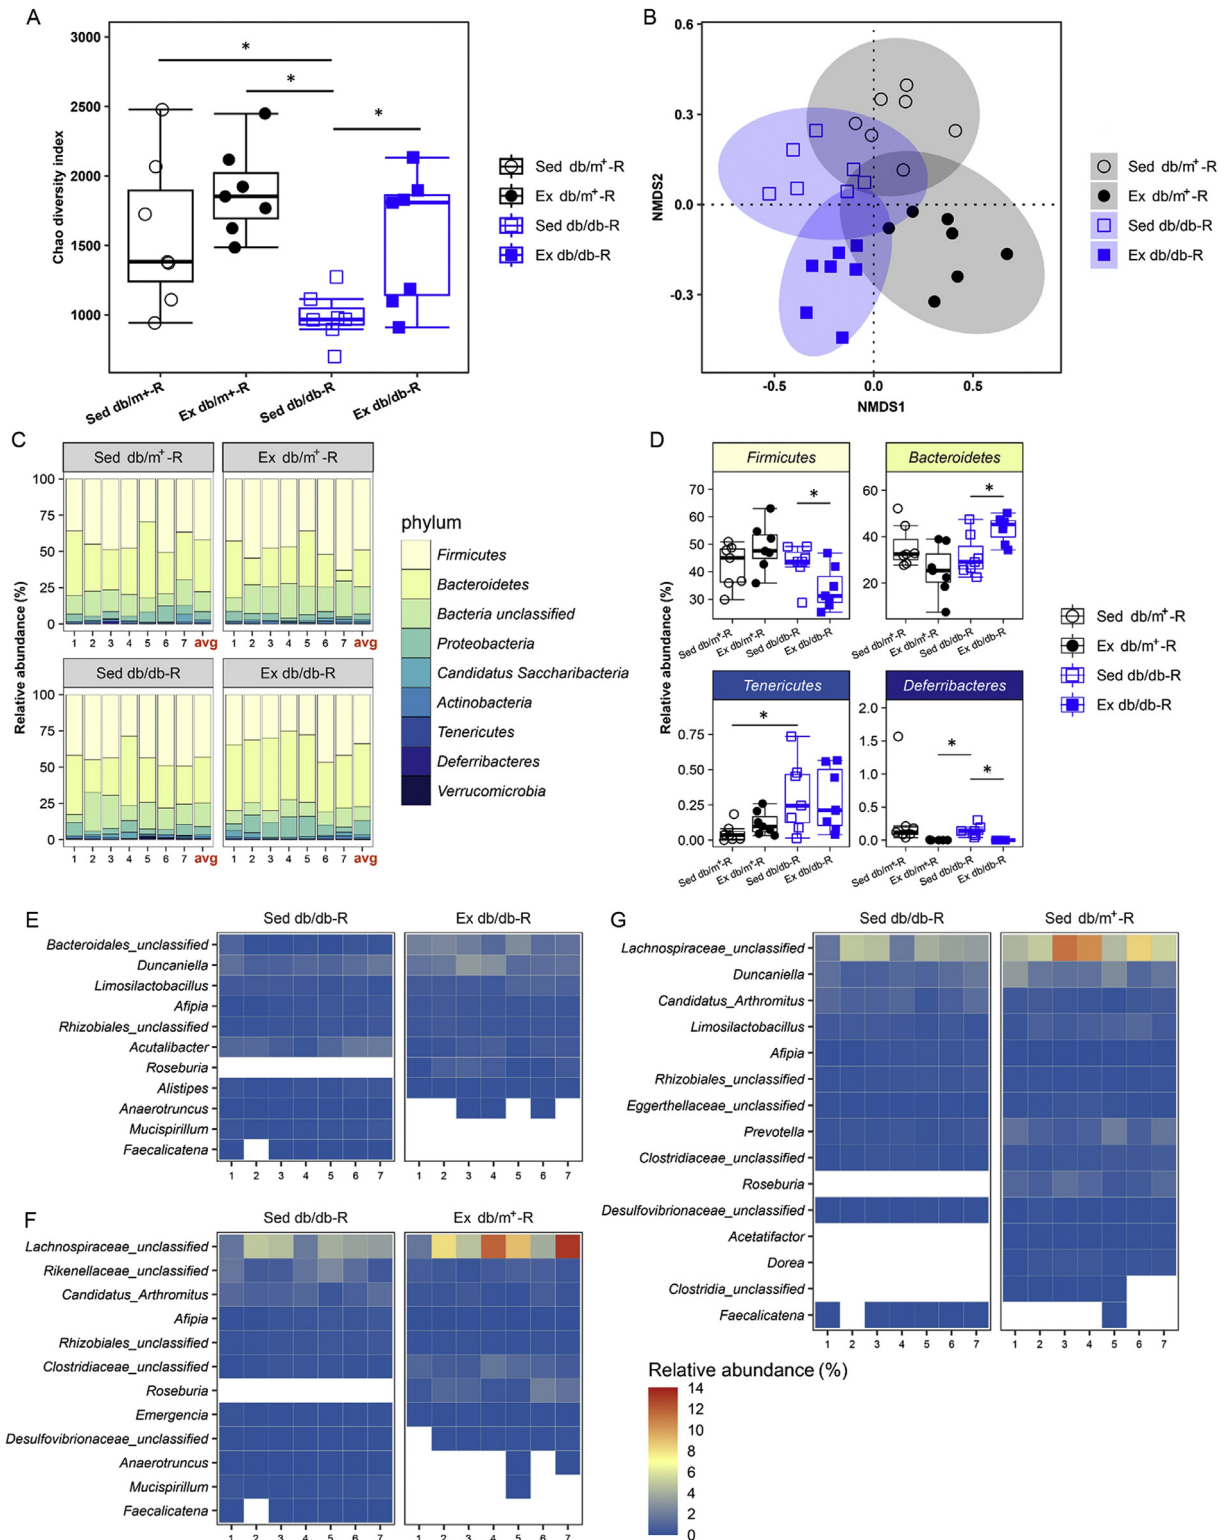 A
3000
2500
2000
1500
1000
Chao diversity index
*
*
*
Sed db/m+-R
Ex db/m+-R
Sed db/db-R
Ex db/db-R
Sed db/m⁺-R
Ex db/m⁺-R
Sed db/db-R
Ex db/db-R
B
0.6
0.3
0.0
-0.3
NMDS2
-0.5
0.0
0.5
NMDS1
Sed db/m⁺-R
Ex db/m⁺-R
Sed db/db-R
Ex db/db-R
C
Sed db/m⁺-R
Ex db/m⁺-R
100
75
50
25
0
1 2 3 4 5 6 7 avg
1 2 3 4 5 6 7 avg
Relative abundance (%)
Sed db/db-R
Ex db/db-R
100
75
50
25
0
1 2 3 4 5 6 7 avg
1 2 3 4 5 6 7 avg
phylum
Firmicutes
Bacteroidetes
Bacteria unclassified
Proteobacteria
Candidatus Saccharibacteria
Actinobacteria
Tenericutes
Deferribacteres
Verrucomicrobia
D
Firmicutes
70
60
50
40
30
*
Sed db/m⁺-R
Ex db/m⁺-R
Sed db/db-R
Ex db/db-R
Bacteroidetes
60
40
20
*
Sed db/m⁺-R
Ex db/m⁺-R
Sed db/db-R
Ex db/db-R
Relative abundance (%)
Tenericutes
0.75
0.50
0.25
0.00
*
Sed db/m⁺-R
Ex db/m⁺-R
Sed db/db-R
Ex db/db-R
Deferribacteres
2.0
1.5
1.0
0.5
0.0
*
*
Sed db/m⁺-R
Ex db/m⁺-R
Sed db/db-R
Ex db/db-R
Sed db/m⁺-R
Ex db/m⁺-R
Sed db/db-R
Ex db/db-R
E
Sed db/db-R
Ex db/db-R
Bacteroidales_unclassified
Duncaniella
Limosilactobacillus
Afipia
Rhizobiales_unclassified
Acutalibacter
Roseburia
Alistipes
Anaerotruncus
Mucispirillum
Faecalicatena
1 2 3 4 5 6 7
1 2 3 4 5 6 7
F
Sed db/db-R
Ex db/m⁺-R
Lachnospiraceae_unclassified
Rikenellaceae_unclassified
Candidatus_Arthromitus
Afipia
Rhizobiales_unclassified
Clostridiaceae_unclassified
Roseburia
Emergencia
Desulfovibrionaceae_unclassified
Anaerotruncus
Mucispirillum
Faecalicatena
1 2 3 4 5 6 7
1 2 3 4 5 6 7
G
Sed db/db-R
Sed db/m⁺-R
Lachnospiraceae_unclassified
Duncaniella
Candidatus_Arthromitus
Limosilactobacillus
Afipia
Rhizobiales_unclassified
Eggerthellaceae_unclassified
Prevotella
Clostridiaceae_unclassified
Roseburia
Desulfovibrionaceae_unclassified
Acetatifactor
Dorea
Clostridia_unclassified
Faecalicatena
1 2 3 4 5 6 7
1 2 3 4 5 6 7
Relative abundance (%)
14
12
10
8
6
4
2
0